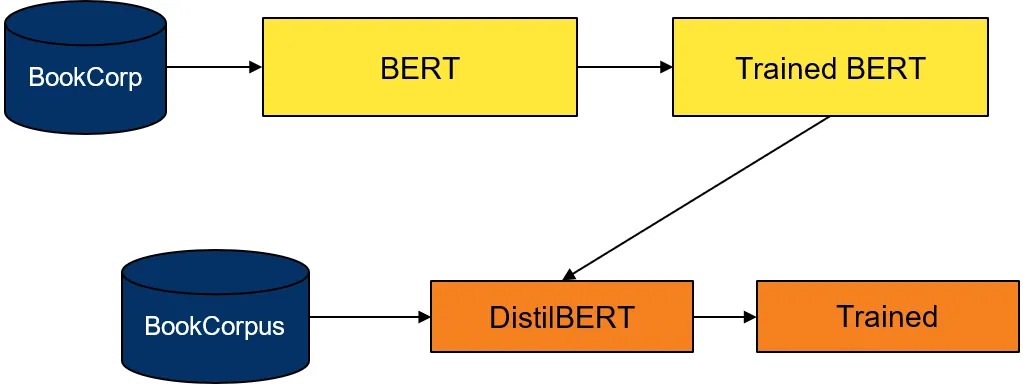 BookCorp
BERT
Trained BERT
BookCorpus
DistilBERT
Trained